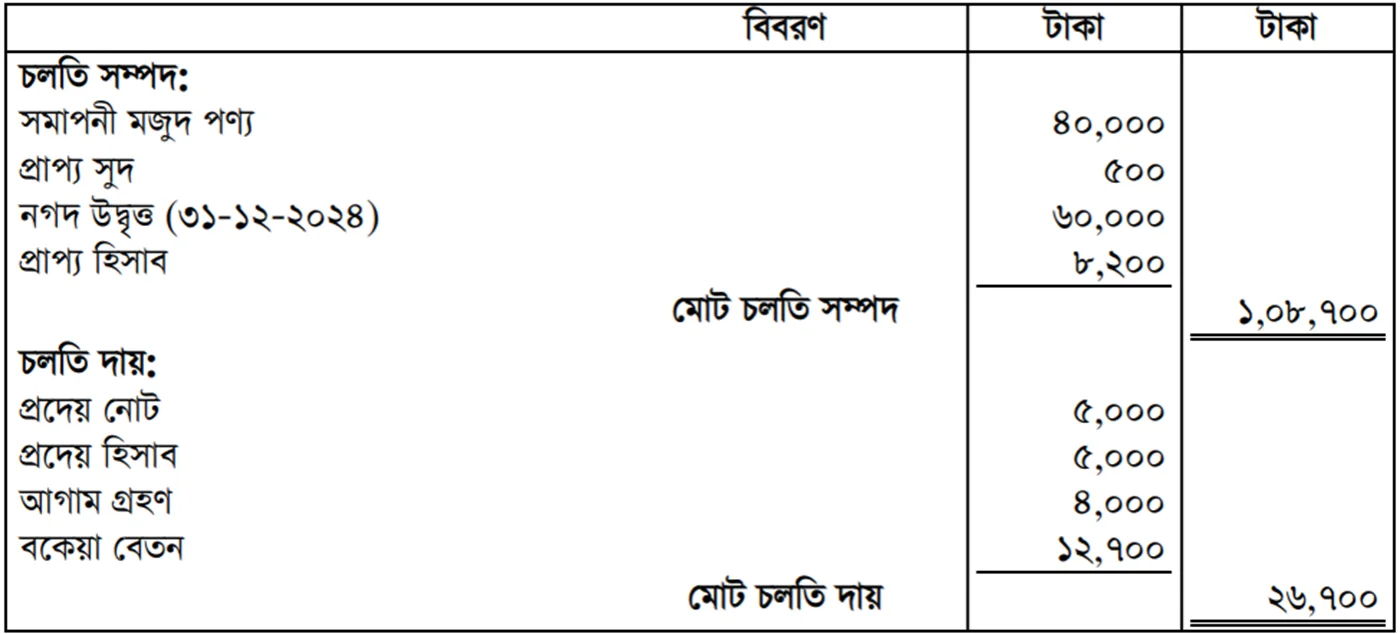 বিবরণ টাকা টাকা
চলতি সম্পদ:
সমাপনী মজুদ পণ্য ৪০,০০০
প্রাপ্য সুদ ৫০০
নগদ উদ্বৃত্ত (৩১-১২-২০২৪) ৬০,০০০
প্রাপ্য হিসাব ৮,২০০
মোট চলতি সম্পদ ১,০৮,৭০০
চলতি দায়:
প্রদেয় নোট ৫,০০০
প্রদেয় হিসাব ৫,০০০
আগাম গ্রহণ ৪,০০০
বকেয়া বেতন ১২,৭০০
মোট চলতি দায় ২৬,৭০০